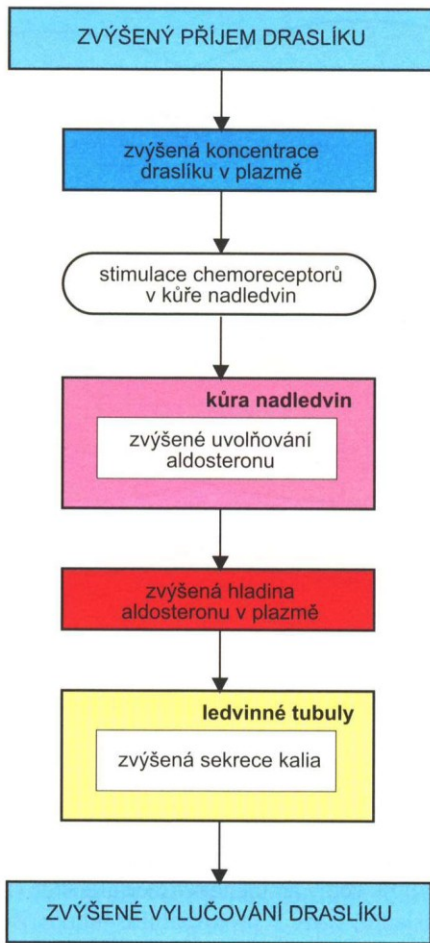 ZVÝŠENÝ PŘÍJEM DRASLÍKU
zvýšená koncentrace
draslíku v plazmě
stimulace chemoreceptorů
v kůře nadledvin
kůra nadledvin
zvýšené uvolňování
aldosteronu
zvýšená hladina
aldosteronu v plazmě
ledvinné tubuly
zvýšená sekrece kalia
ZVÝŠENÉ VYLUČOVÁNÍ DRASLÍKU